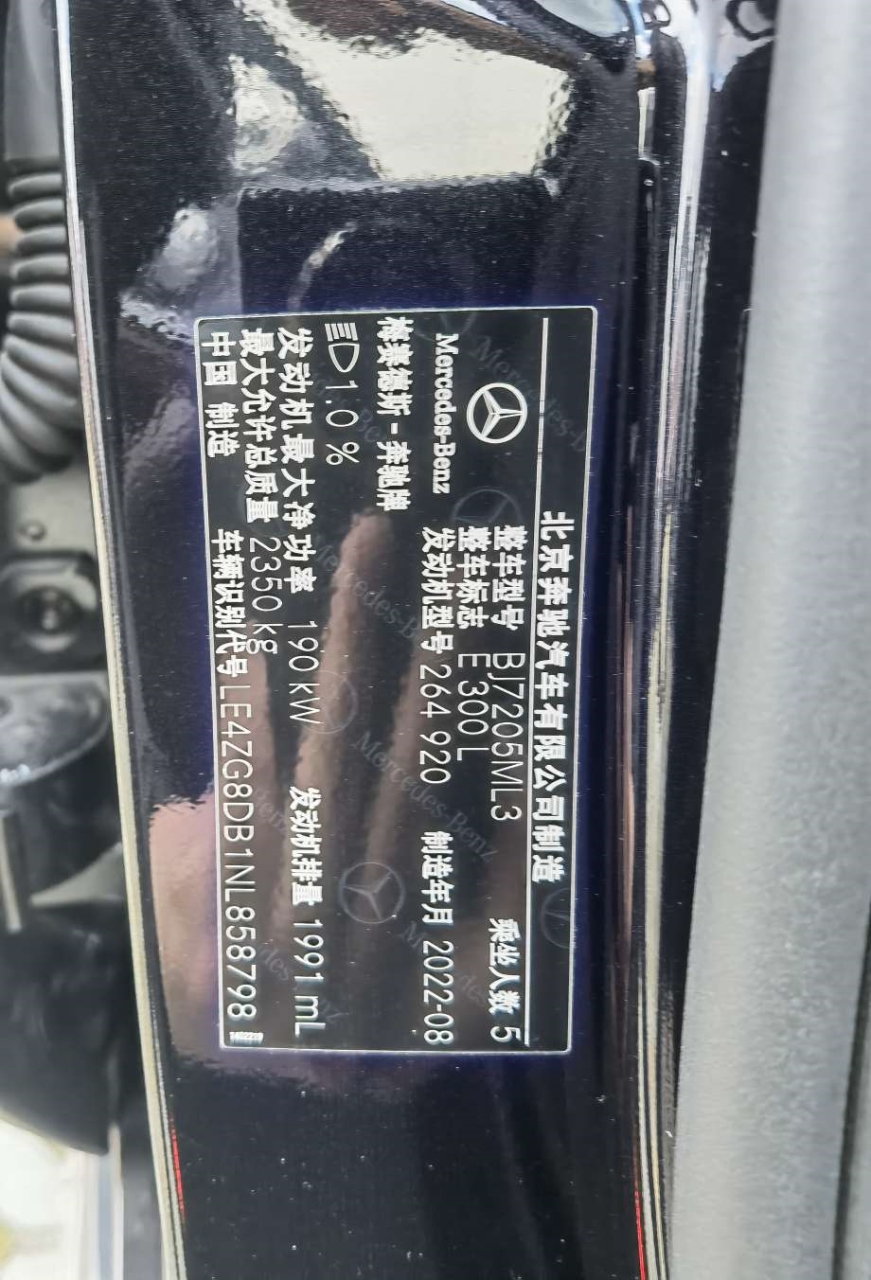 北京奔驰汽车有限公司制造
Mercedes-Benz
梅赛德斯-奔驰牌
整车型号 BJ7205ML3 乘坐人数 5
整车标志 E 300 L
发动机型号 264 920 制造年月 2022-08
1.0 %
发动机最大净功率 190 kW 发动机排量 1991 mL
最大允许总质量 2350 kg
中国 制造 车辆识别代号 LE4ZG8DB1NL858798